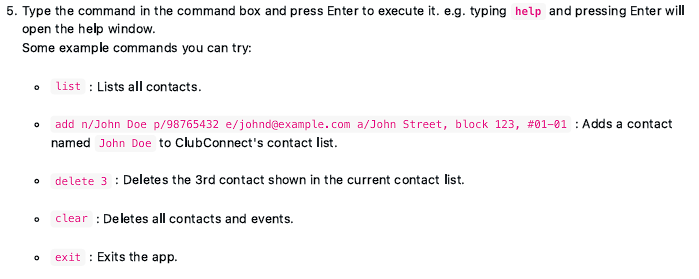 5. Type the command in the command box and press Enter to execute it. e.g. typing help and pressing Enter will
open the help window.
Some example commands you can try:
list : Lists all contacts.
add n/John Doe p/98765432 e/johnd@example.com a/John Street, block 123, #01-01 : Adds a contact
named John Doe to ClubConnect's contact list.
delete 3 : Deletes the 3rd contact shown in the current contact list.
clear : Deletes all contacts and events.
exit : Exits the app.